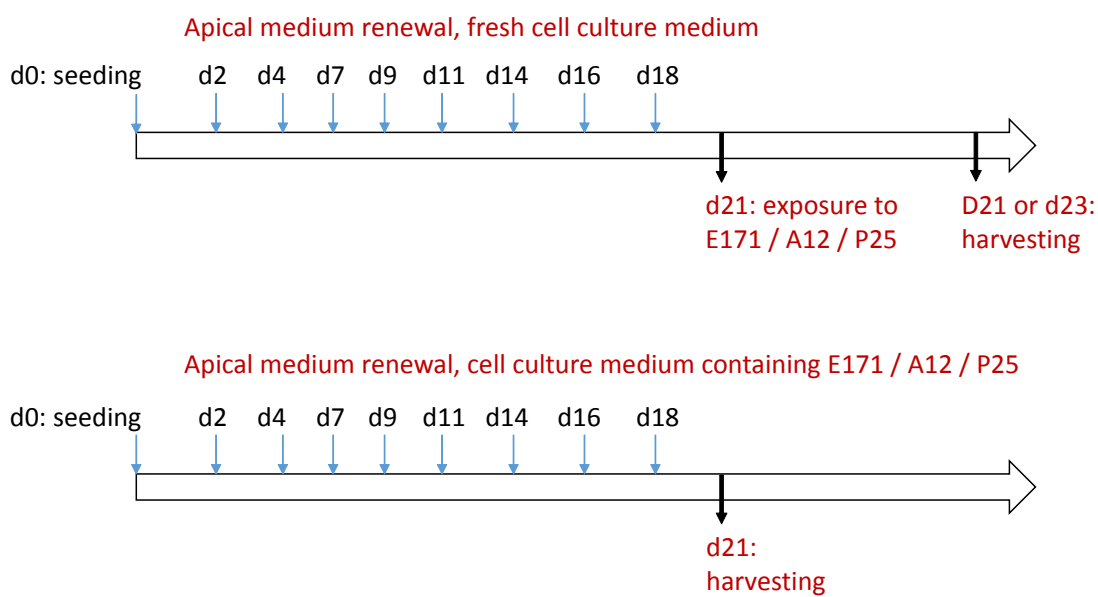 Apical medium renewal, fresh cell culture medium
d0: seeding d2 d4 d7 d9 d11 d14 d16 d18
d21: exposure to D21 or d23:
E171 / A12 / P25 harvesting
Apical medium renewal, cell culture medium containing E171 / A12 / P25
d0: seeding d2 d4 d7 d9 d11 d14 d16 d18
d21:
harvesting